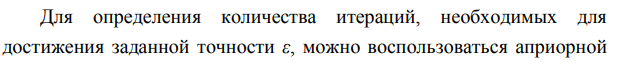 Для определения количества итераций, необходимых для
достижения заданной точности ε, можно воспользоваться априорной